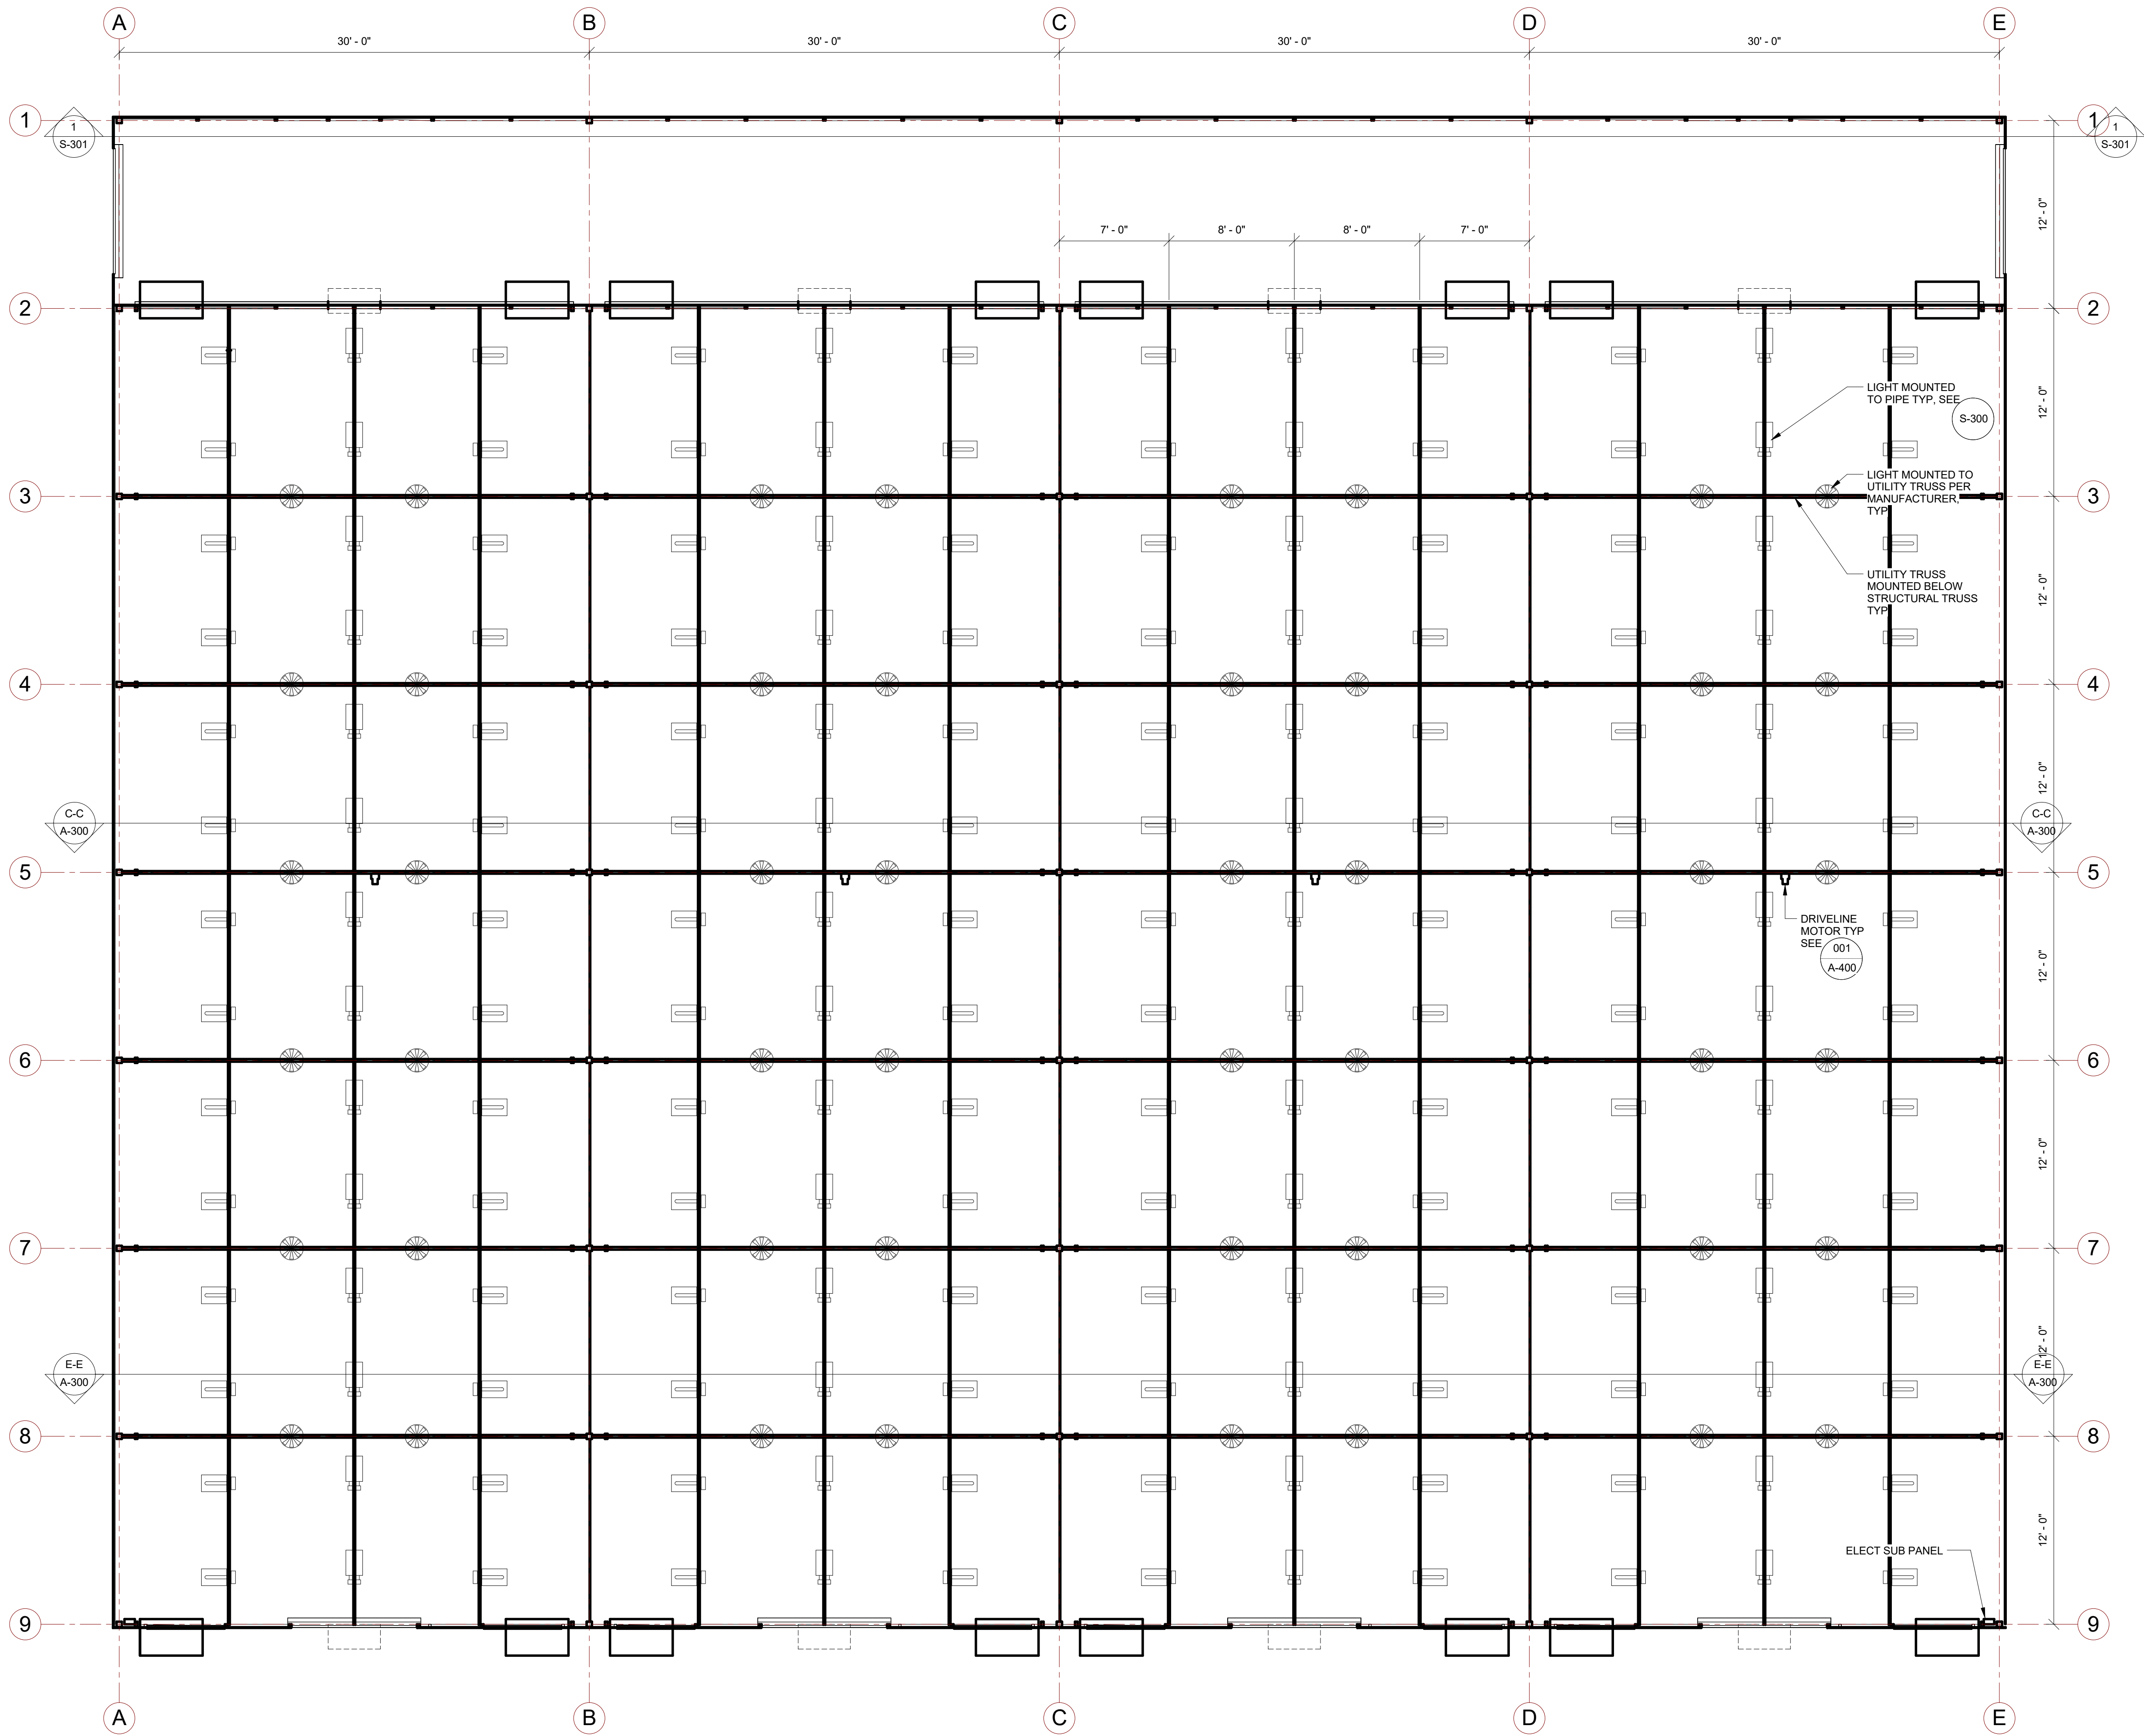 A
B
C
D
E
30' - 0"
30' - 0"
30' - 0"
30' - 0"
1
1
S-301
1
1
S-301
12' - 0"
7' - 0"
8' - 0"
8' - 0"
7' - 0"
2
2
12' - 0"
LIGHT MOUNTED
TO PIPE TYP, SEE
S-300
3
LIGHT MOUNTED TO
UTILITY TRUSS PER
MANUFACTURER,
TYP
3
12' - 0"
UTILITY TRUSS
MOUNTED BELOW
STRUCTURAL TRUSS
TYP
4
4
12' - 0"
C-C
A-300
C-C
A-300
5
5
DRIVELINE
MOTOR TYP
SEE
001
A-400
12' - 0"
6
6
12' - 0"
7
7
12' - 0"
E-E
A-300
E-E
A-300
8
8
12' - 0"
ELECT SUB PANEL
9
9
A
B
C
D
E